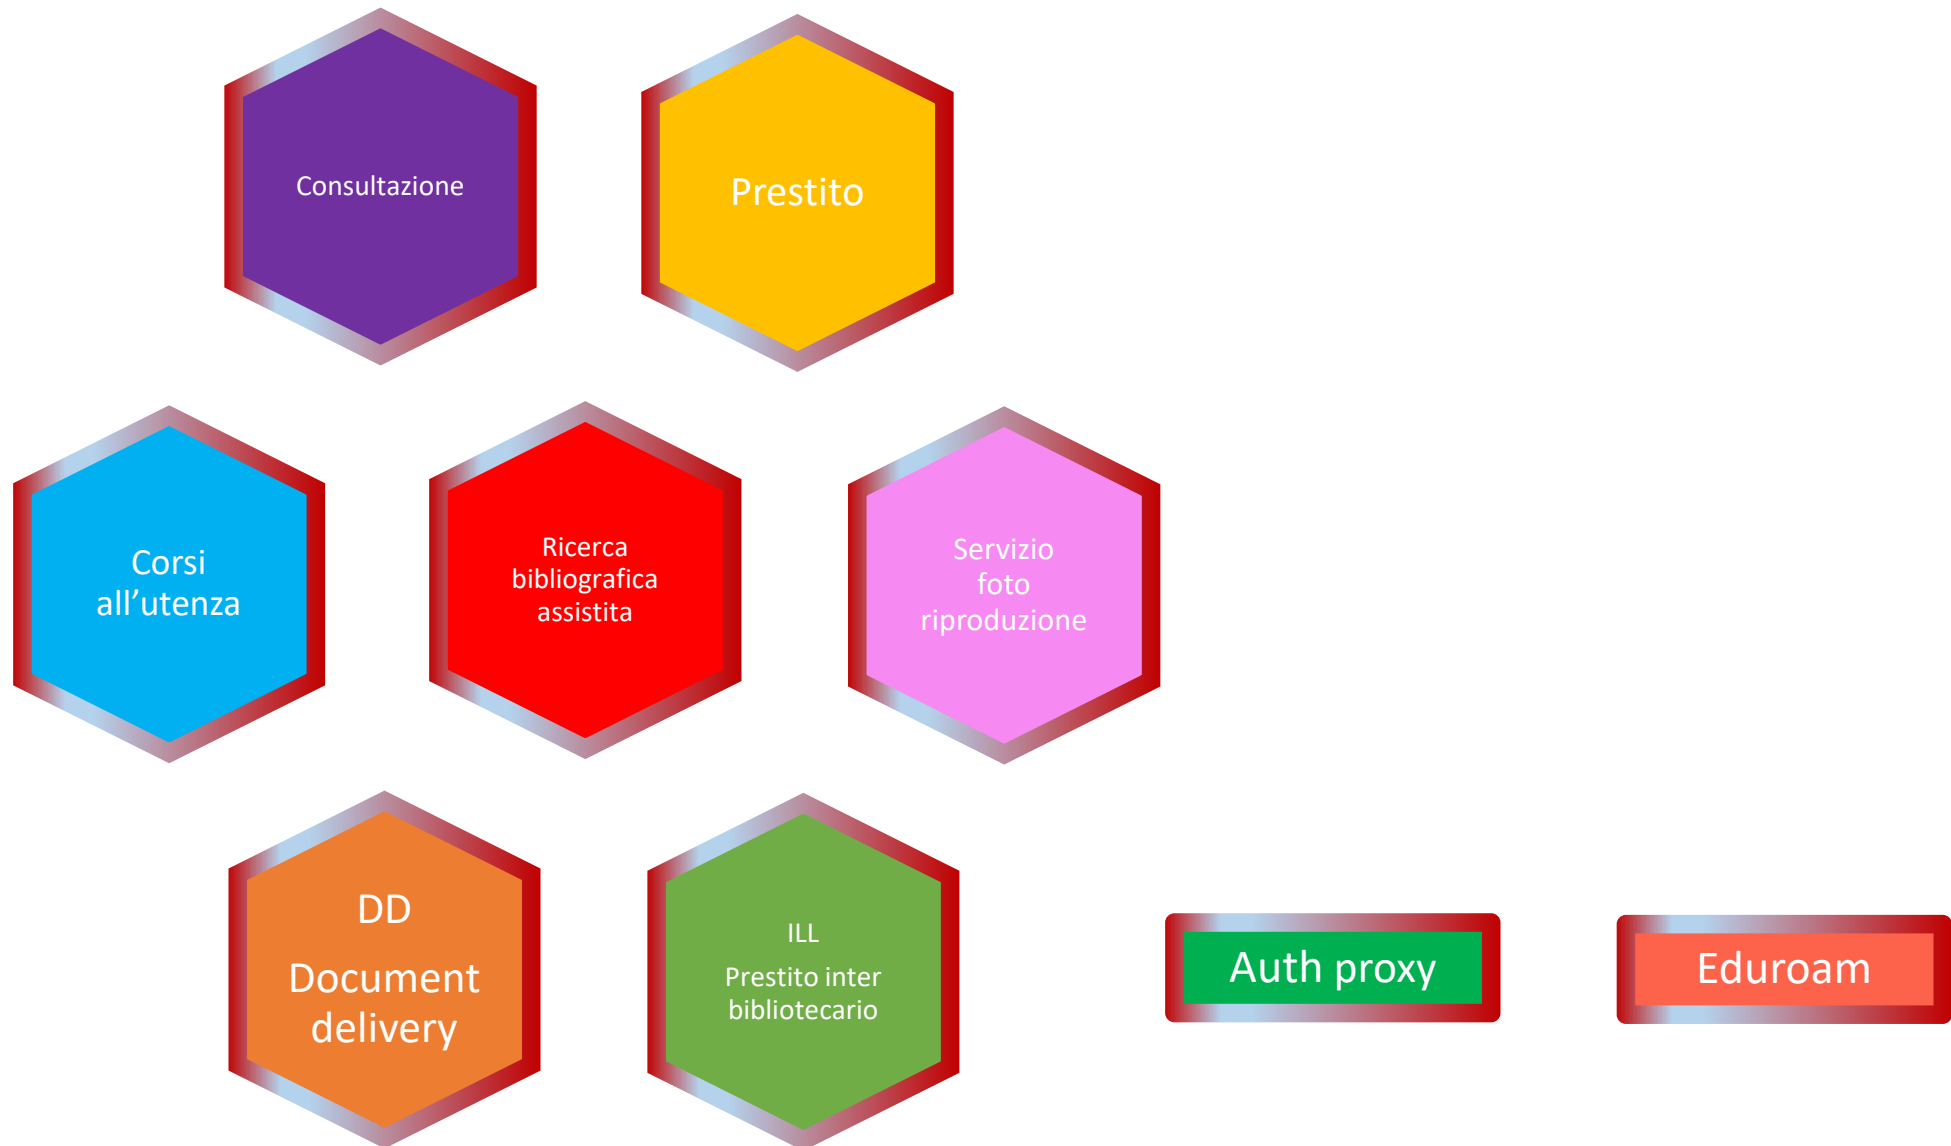 Consultazione
Prestito
Corsi
all’utenza
Ricerca
bibliografica
assistita
Servizio
foto
riproduzione
DD
Document
delivery
ILL
Prestito inter
bibliotecario
Auth proxy
Eduroam